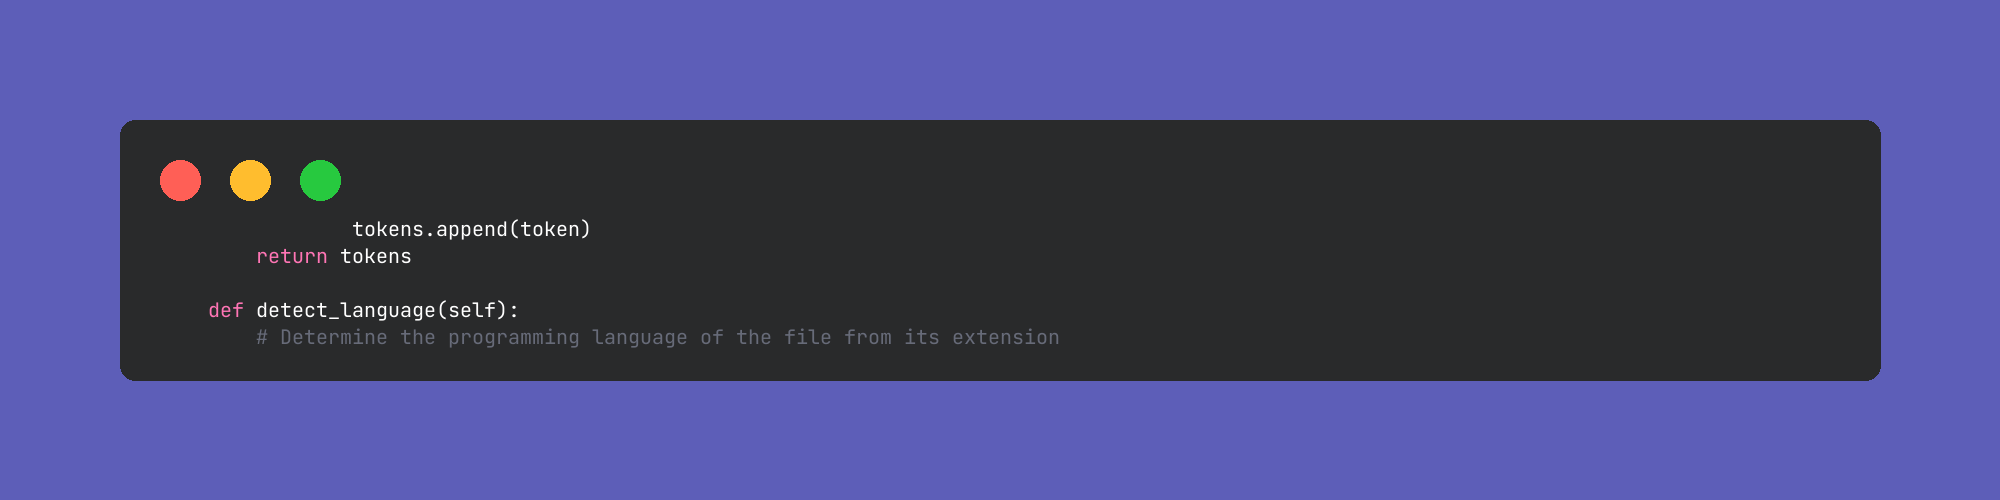 tokens.append(token)
return tokens
def detect_language(self):
# Determine the programming language of the file from its extension